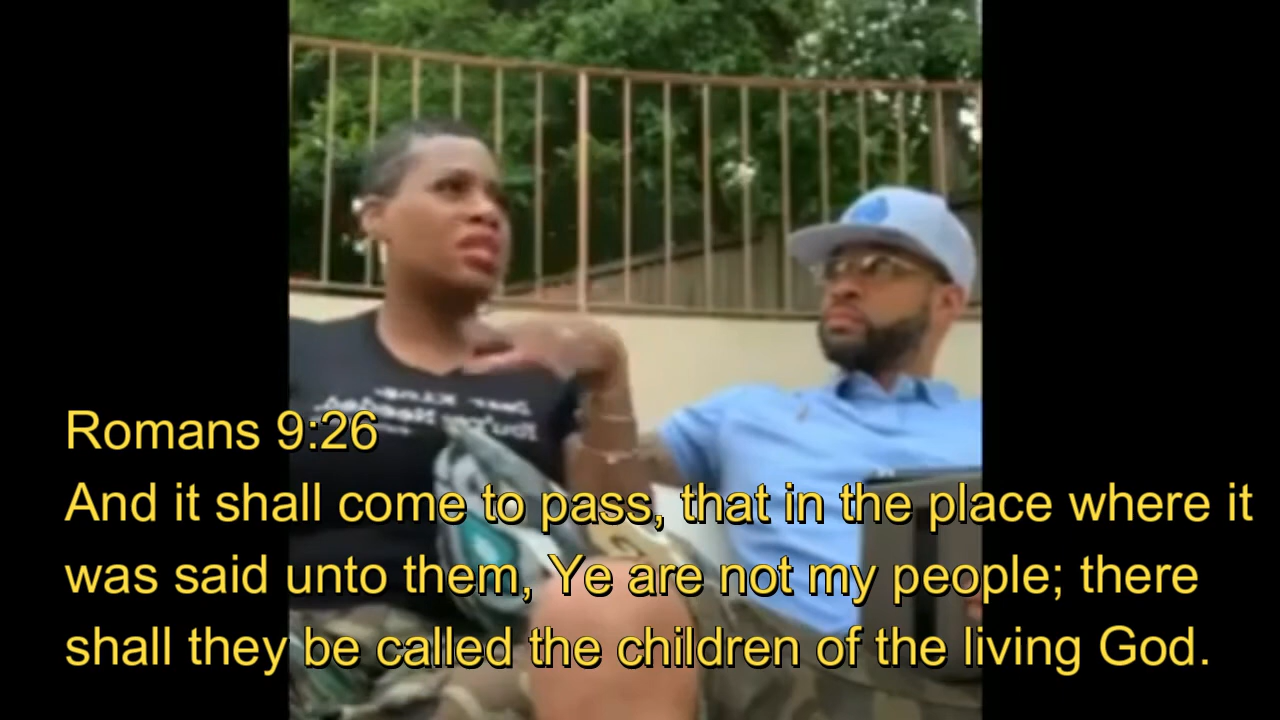 Romans 9:26
And it shall come to pass, that in the place where it
was said unto them, Ye are not my people; there
shall they be called the children of the living God.